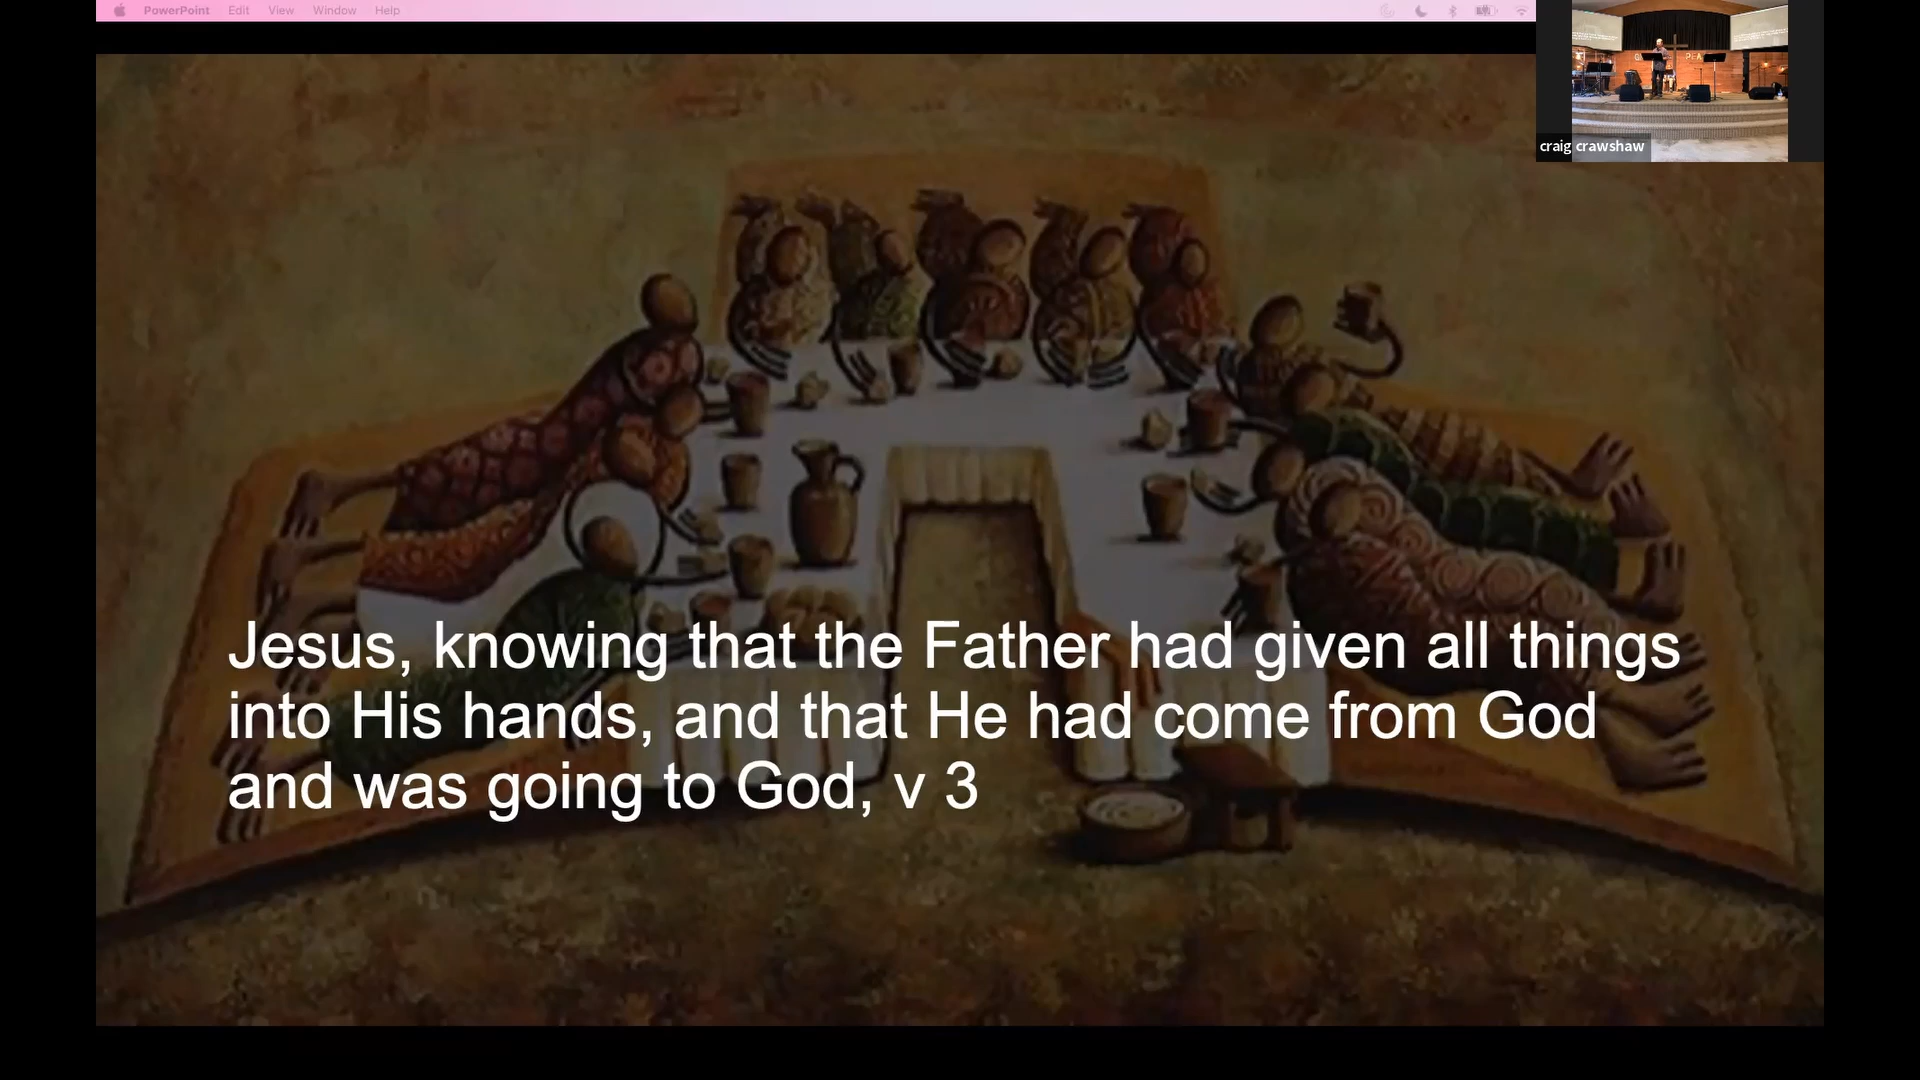 PowerPoint Edit View Window Help
craig crawshaw
Jesus, knowing that the Father had given all things
into His hands, and that He had come from God
and was going to God, v 3